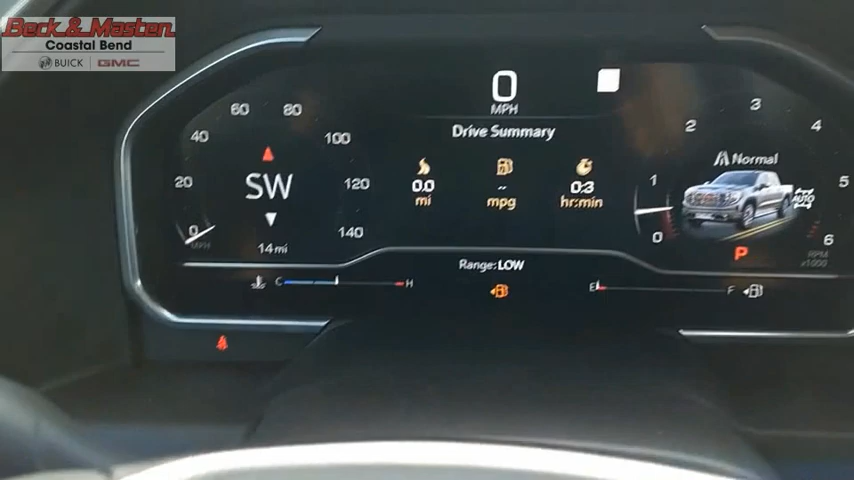 Beck & Masten
Coastal Bend
BUICK | GMC
0
MPH
Drive Summary
0.0
mi
--
mpg
0:3
hr:min
0
20
40
60
80
100
120
140
MPH
SW
14 mi
Normal
AUTO
P
0
1
2
3
4
5
6
RPM
x1000
Range: LOW
C
H
E
F